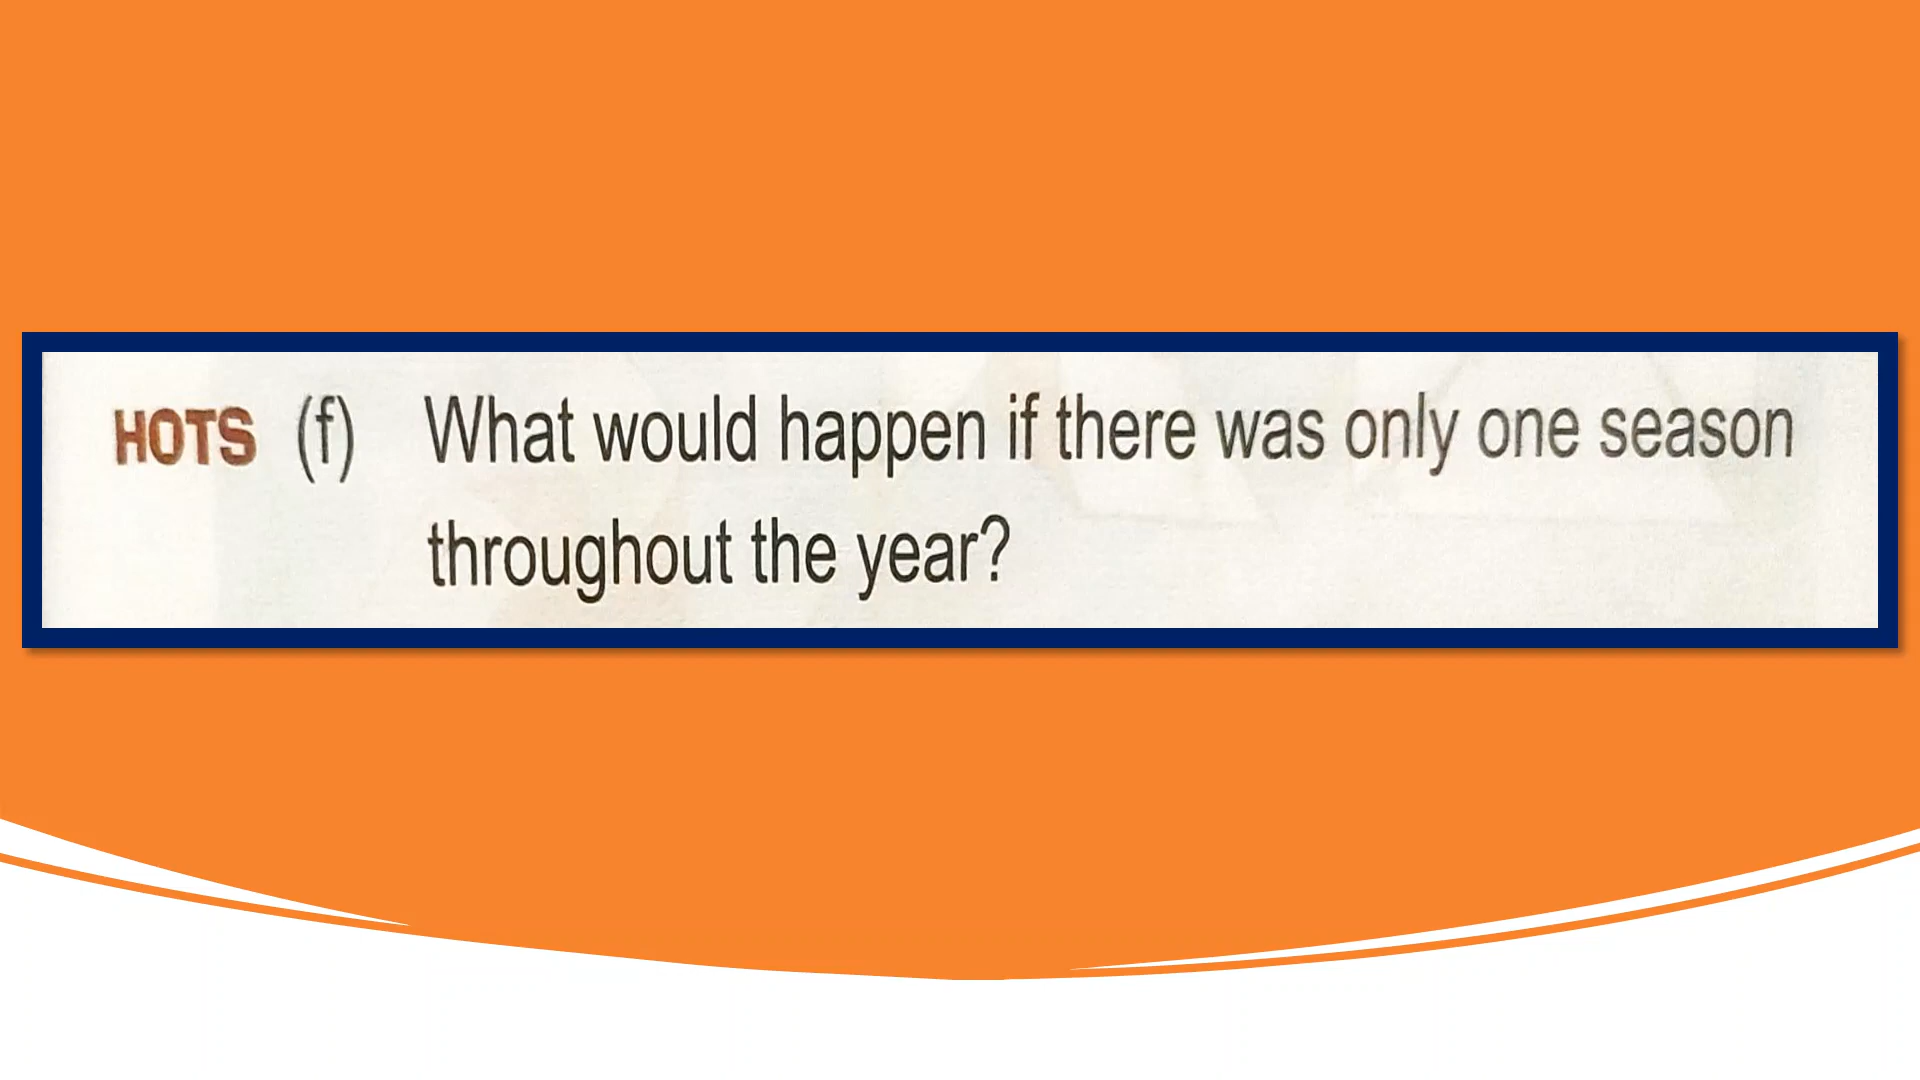 HOTS (f) What would happen if there was only one season
throughout the year?